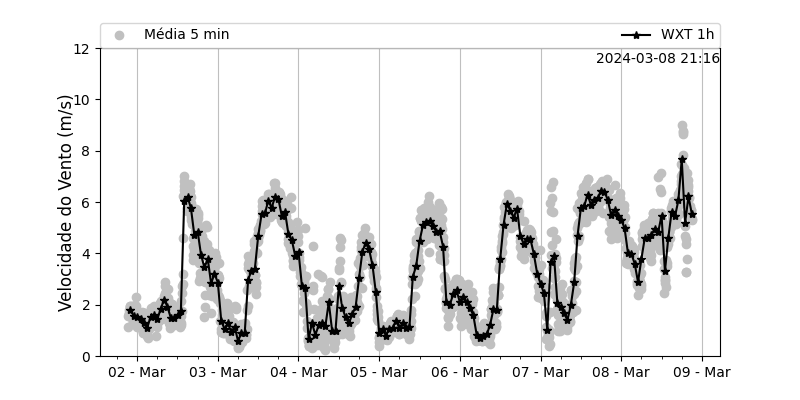 Média 5 min
WXT 1h
2024-03-08 21:16
Velocidade do Vento (m/s)
12
10
8
6
4
2
0
02 - Mar
03 - Mar
04 - Mar
05 - Mar
06 - Mar
07 - Mar
08 - Mar
09 - Mar